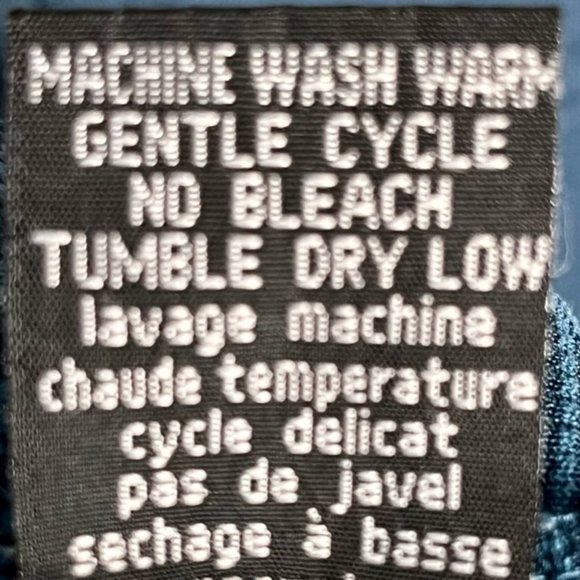 MACHINE WASH WARM
GENTLE CYCLE
NO BLEACH
TUMBLE DRY LOW
lavage machine
chaude temperature
cycle delicat
pas de javel
sechage à basse